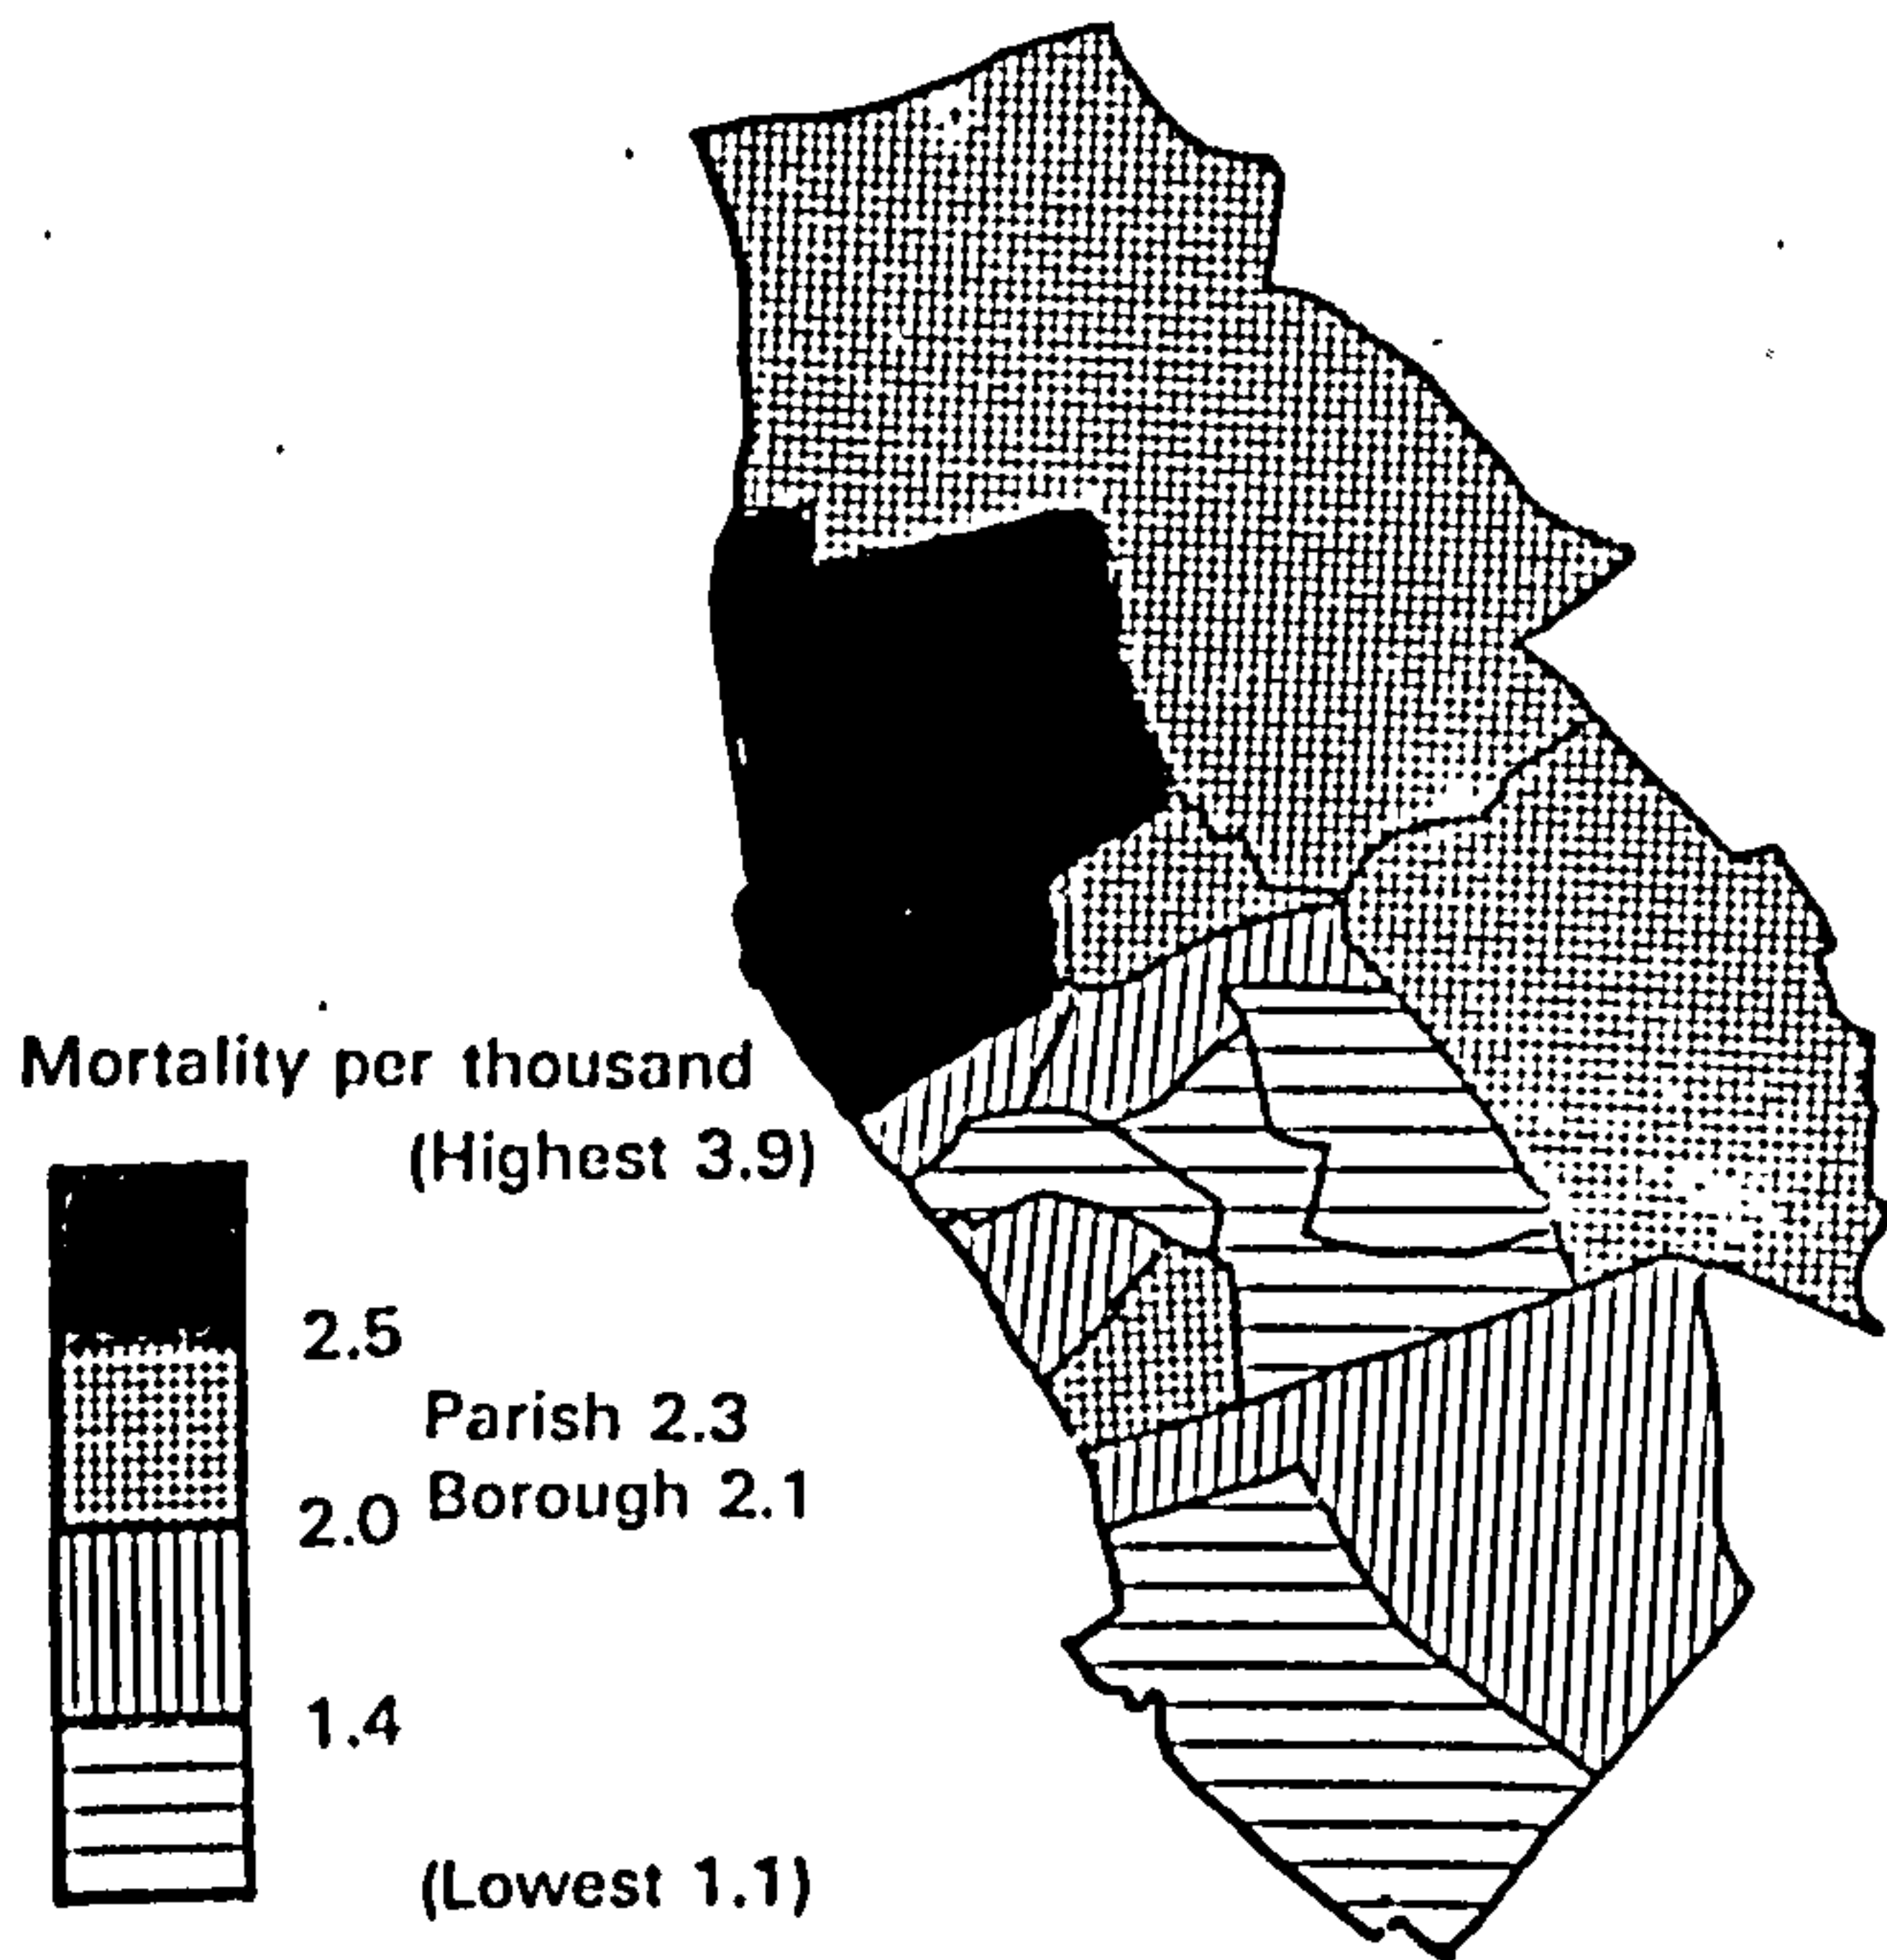 Mortality per thousand
(Highest 3.9)
2.5
Parish 2.3
2.0 Borough 2.1
1.4
(Lowest 1.1)